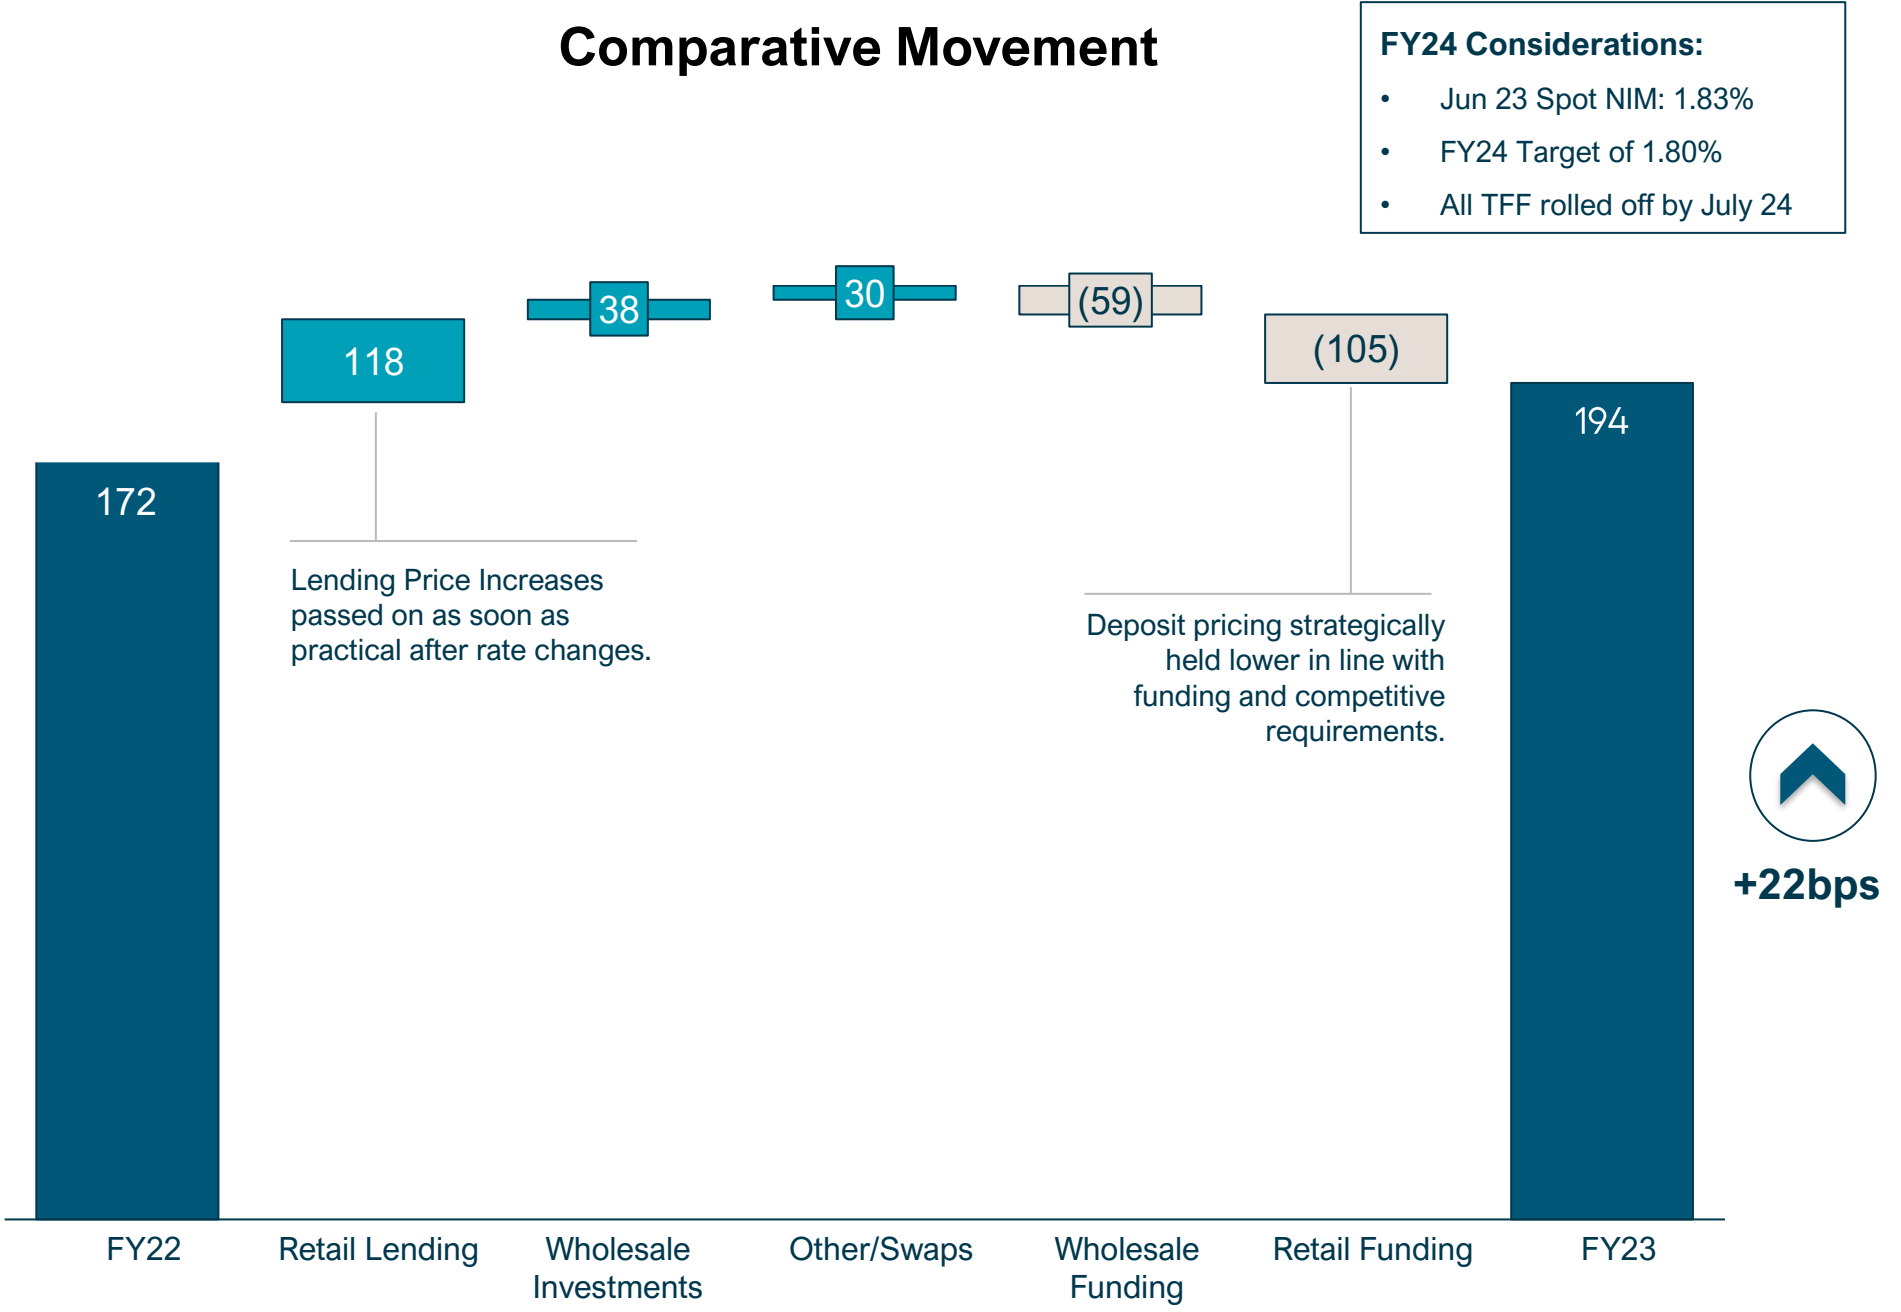 Comparative Movement
FY24 Considerations:
• Jun 23 Spot NIM: 1.83%
• FY24 Target of 1.80%
• All TFF rolled off by July 24
172
118
38
30
(59)
(105)
194
Lending Price Increases
passed on as soon as
practical after rate changes.
Deposit pricing strategically
held lower in line with
funding and competitive
requirements.
+22bps
FY22
Retail Lending
Wholesale
Investments
Other/Swaps
Wholesale
Funding
Retail Funding
FY23